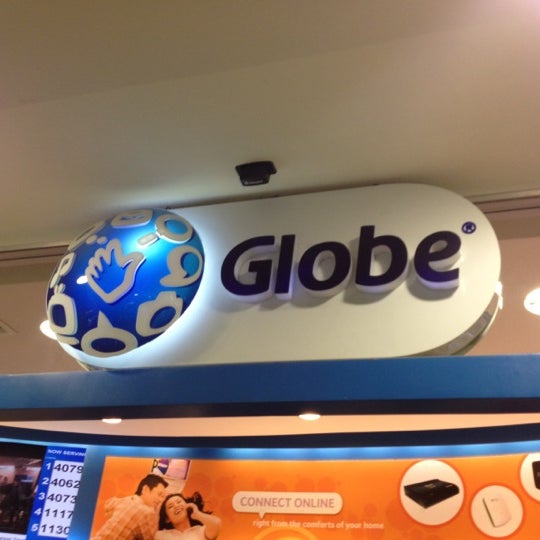 Globe®
NOW SERVING
1 4079
2 4062
3 4073
4 1117
5 1130
CONNECT ONLINE
right from the comforts of your home